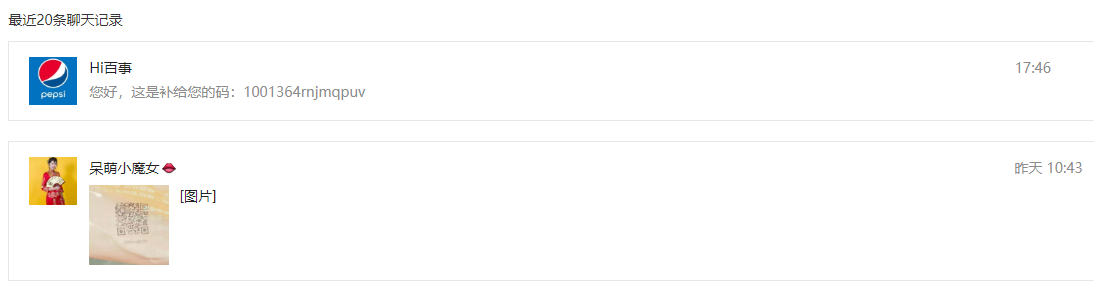 最近20条聊天记录
Hi百事
17:46
pepsi
您好，这是补给您的码：1001364rnjmqpuv
呆萌小魔女👄
昨天 10:43
[图片]